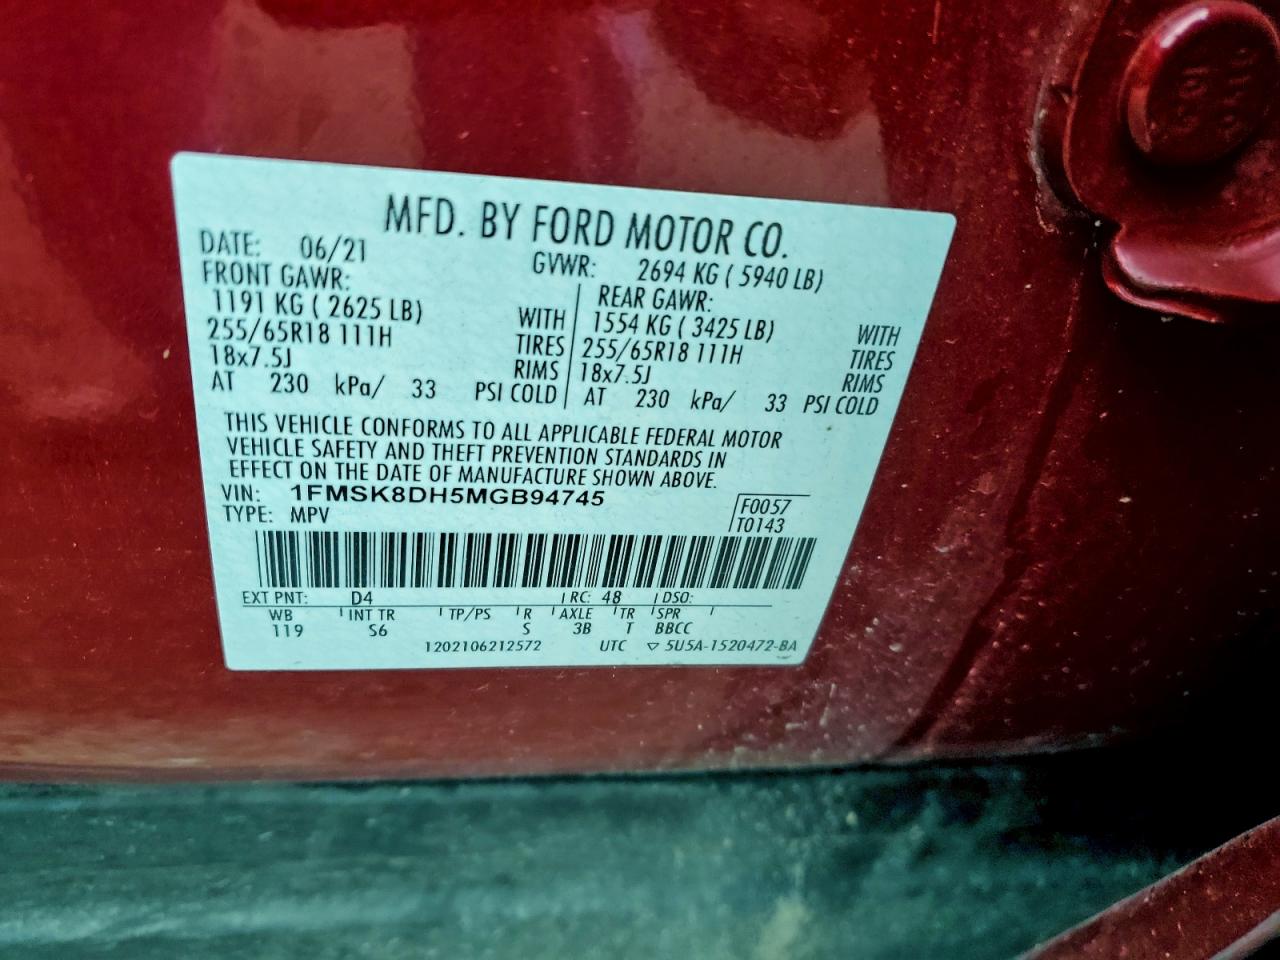 MFD. BY FORD MOTOR CO.
DATE: 06/21 GVWR: 2694 KG ( 5940 LB)
FRONT GAWR: REAR GAWR:
1191 KG ( 2625 LB) WITH 1554 KG ( 3425 LB) WITH
255/65R18 111H TIRES 255/65R18 111H TIRES
18x7.5J RIMS 18x7.5J RIMS
AT 230 kPa/ 33 PSI COLD AT 230 kPa/ 33 PSI COLD
THIS VEHICLE CONFORMS TO ALL APPLICABLE FEDERAL MOTOR
VEHICLE SAFETY AND THEFT PREVENTION STANDARDS IN
EFFECT ON THE DATE OF MANUFACTURE SHOWN ABOVE.
VIN: 1FMSK8DH5MGB94745 F0057
TYPE: MPV T0143
EXT PNT: D4 RC: 48 DSO:
WB INT TR TP/PS R AXLE TR SPR
119 S6 S 3B T BBCC
1202106212572 UTC ▽ 5U5A-1520472-BA